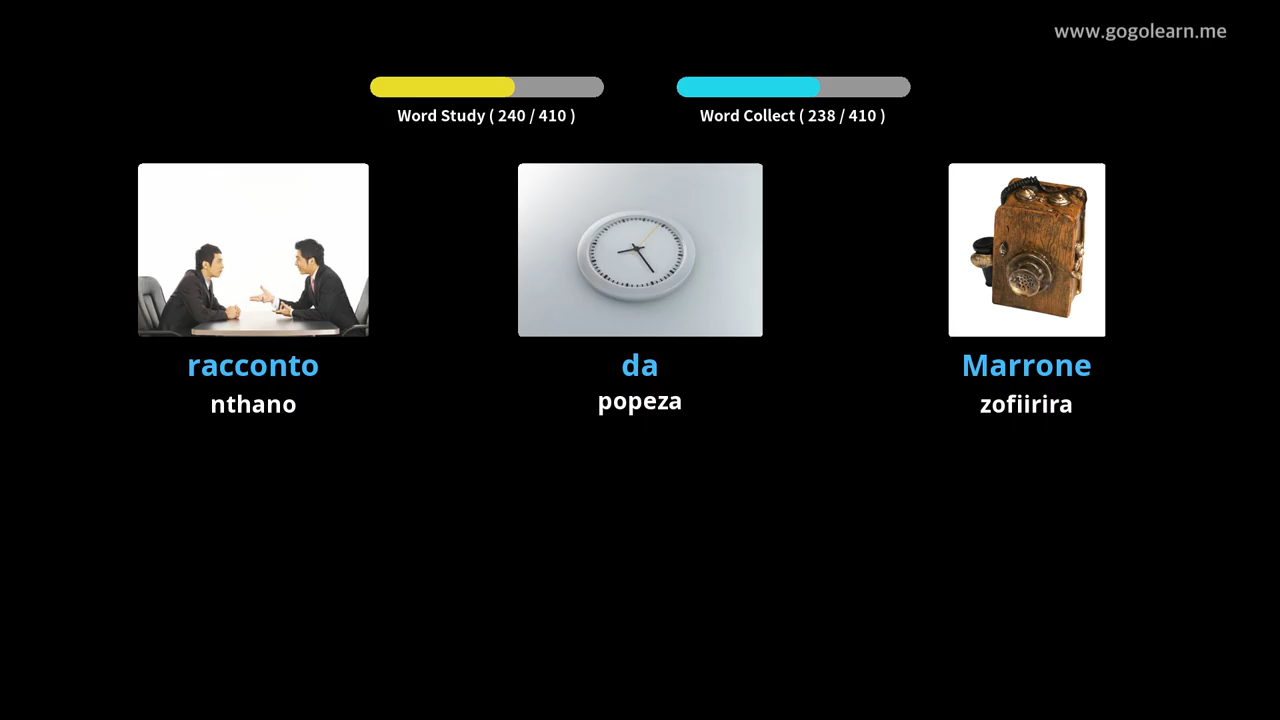 www.gogolearn.me
Word Study ( 240 / 410 )
Word Collect ( 238 / 410 )
racconto
nthano
da
popeza
Marrone
zofiirira